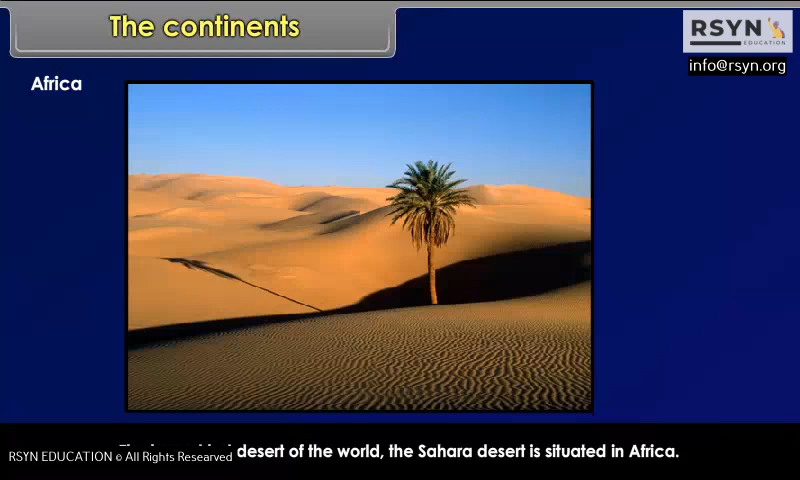 The continents
RSYN
EDUCATION
info@rsyn.org
Africa
desert of the world, the Sahara desert is situated in Africa.
RSYN EDUCATION © All Rights Researved